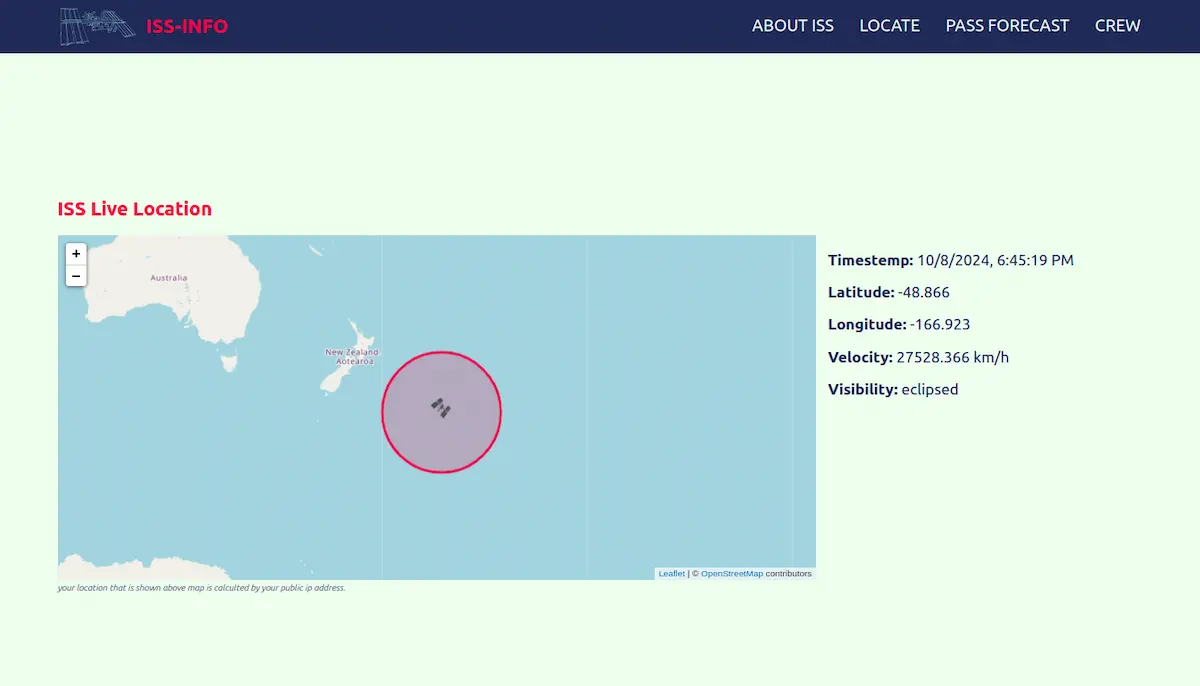 ISS-INFO
ABOUT ISS LOCATE PASS FORECAST CREW
ISS Live Location
+
−
Australia
New Zealand
Aotearoa
Leaflet | © OpenStreetMap contributors
your location that is shown above map is calculted by your public ip address.
Timestemp: 10/8/2024, 6:45:19 PM
Latitude: -48.866
Longitude: -166.923
Velocity: 27528.366 km/h
Visibility: eclipsed